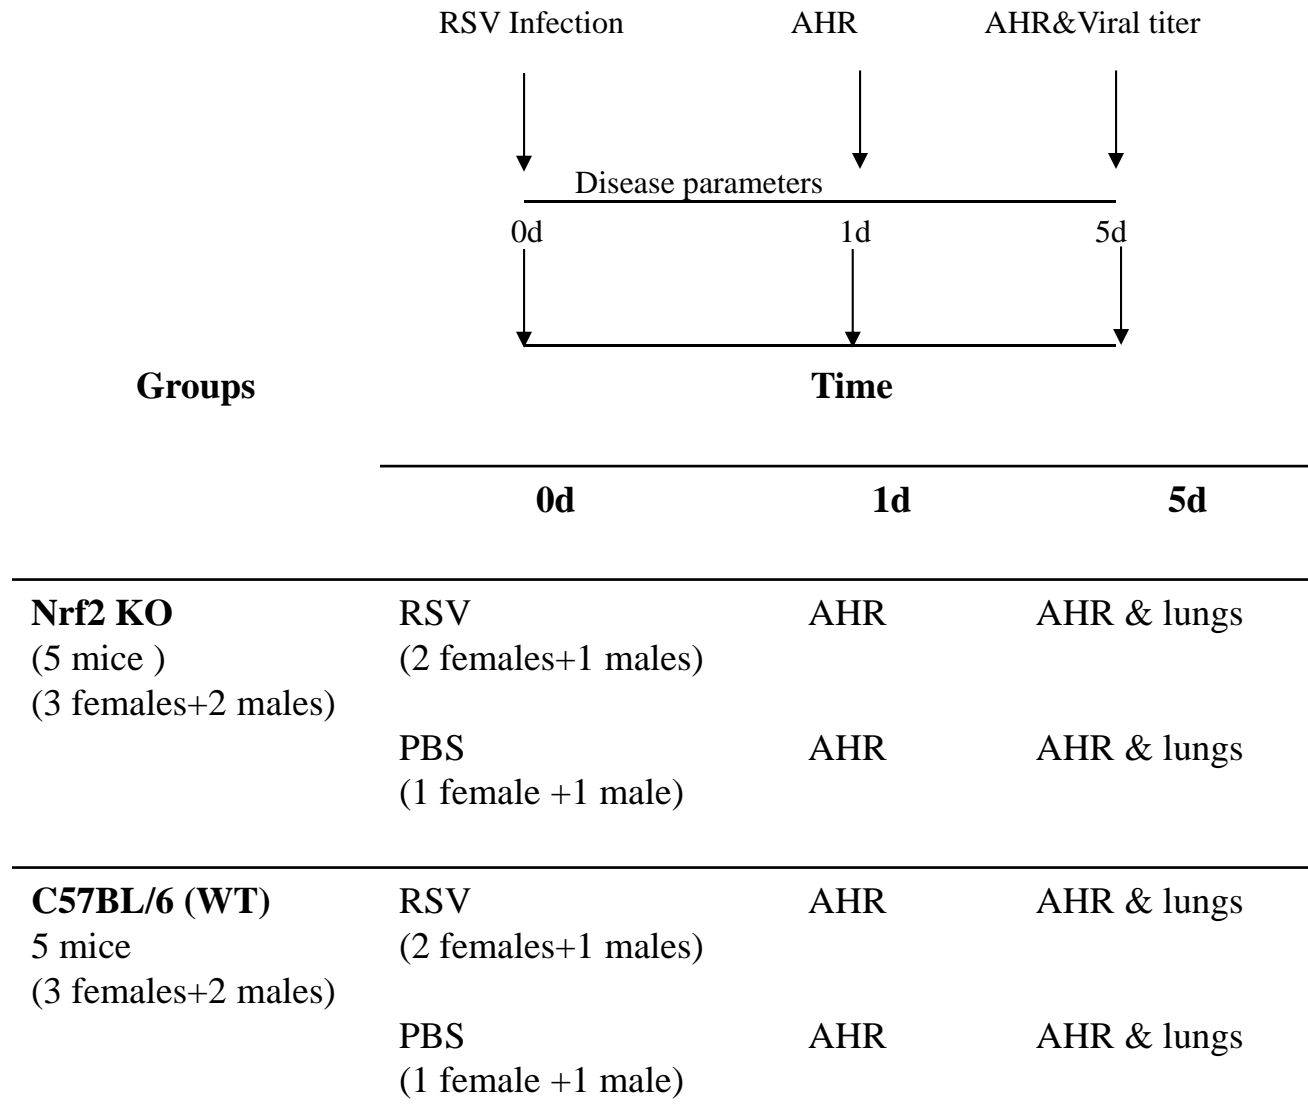 RSV Infection AHR AHR&Viral titer
Disease parameters
0d 1d 5d
Groups Time
0d 1d 5d
Nrf2 KO RSV AHR AHR & lungs
(5 mice ) (2 females+1 males)
(3 females+2 males)
PBS AHR AHR & lungs
(1 female +1 male)
C57BL/6 (WT) RSV AHR AHR & lungs
5 mice (2 females+1 males)
(3 females+2 males)
PBS AHR AHR & lungs
(1 female +1 male)